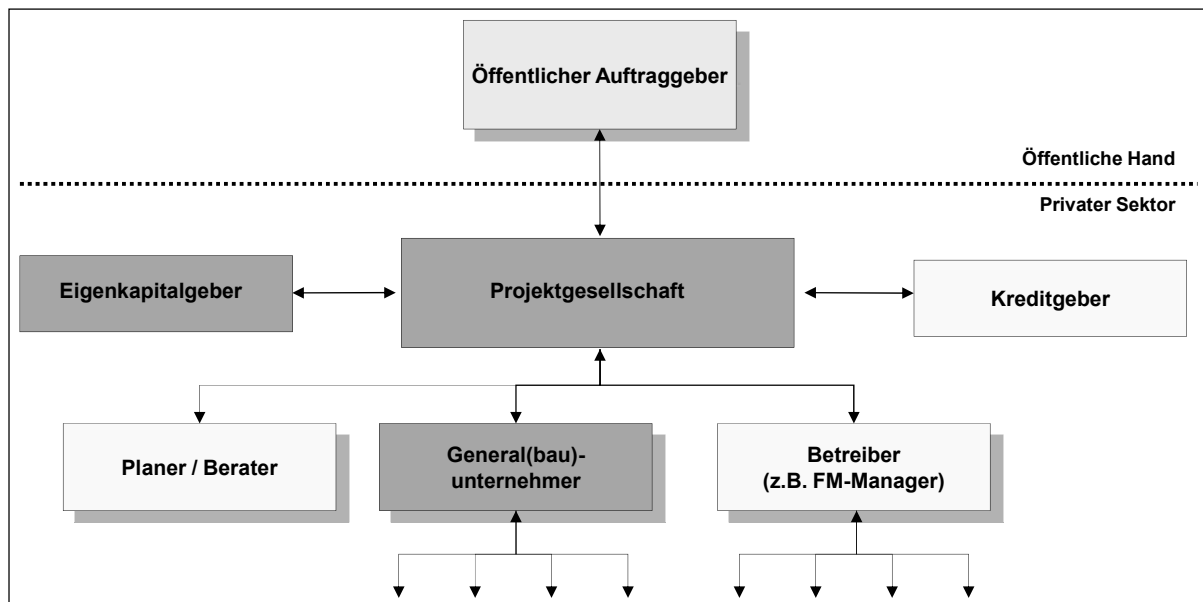 Öffentlicher Auftraggeber
Öffentliche Hand
Privater Sektor
Eigenkapitalgeber
Projektgesellschaft
Kreditgeber
Planer / Berater
General(bau)-
unternehmer
Betreiber
(z.B. FM-Manager)